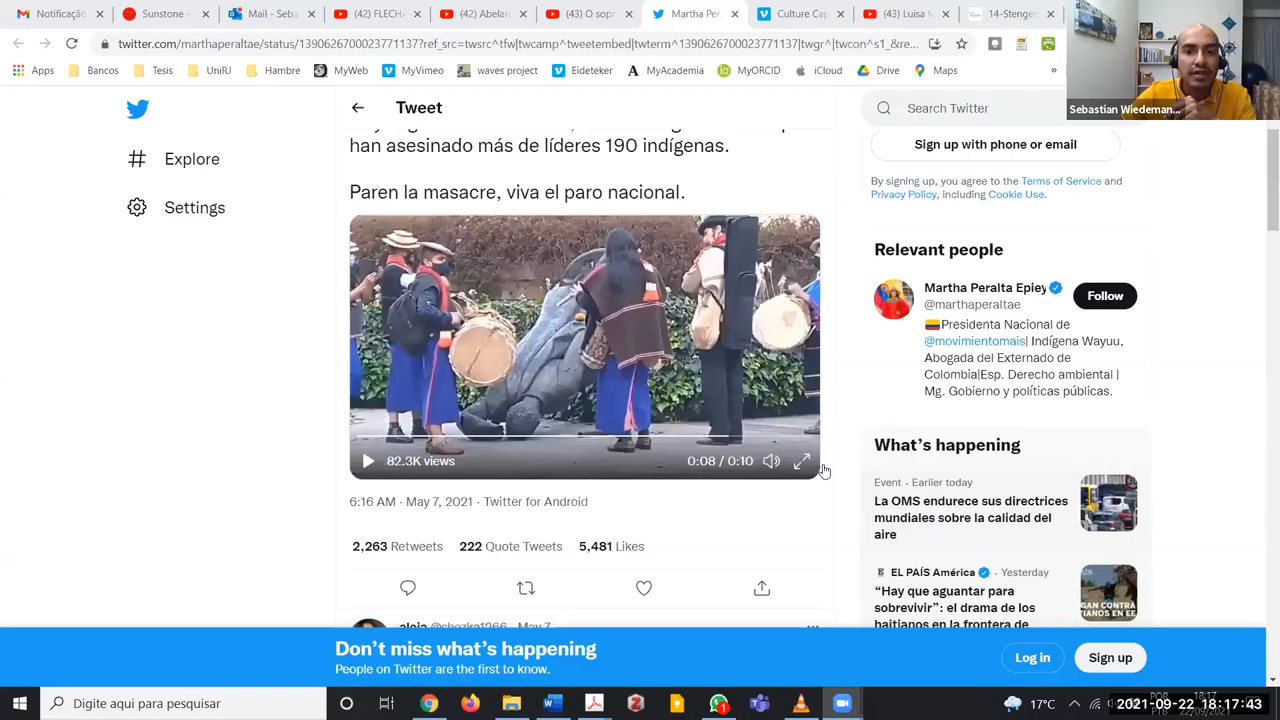 Notificação
Sunstone -
Mail - Seba
(42) FLECH
(42) Abelar
(43) O sopr
Martha Per
Culture Cap
(43) Luisa
14-Stenge
twitter.com/marthaperaltae/status/1390626700023771137?ref_src=twsrc^tfw|twcamp^tweetembed|twterm^1390626700023771137|twgr^|twcon^s1_&re...
Apps
Bancos
Tesis
UniRJ
Hambre
MyWeb
MyVimeo
waves project
Eideteker
MyAcademia
MyORCID
iCloud
Drive
Maps
»
Sebastian Wiedeman...
Tweet
Search Twitter
Explore
Settings
han asesinado más de líderes 190 indígenas.
Paren la masacre, viva el paro nacional.
82.3K views
0:08 / 0:10
6:16 AM · May 7, 2021 · Twitter for Android
2,263 Retweets 222 Quote Tweets 5,481 Likes
Sign up with phone or email
By signing up, you agree to the Terms of Service and
Privacy Policy, including Cookie Use.
Relevant people
Martha Peralta Epiey
@marthaperaltae
Follow
Presidenta Nacional de
@movimientomais| Indígena Wayuu,
Abogada del Externado de
Colombia|Esp. Derecho ambiental |
Mg. Gobierno y políticas públicas.
What's happening
Event · Earlier today
La OMS endurece sus directrices
mundiales sobre la calidad del
aire
EL PAÍS América · Yesterday
“Hay que aguantar para
sobrevivir”: el drama de los
haitianos en la frontera de
Don't miss what's happening
People on Twitter are the first to know.
Log in
Sign up
Digite aqui para pesquisar
1
17°C
2021-09-22 18:17:43